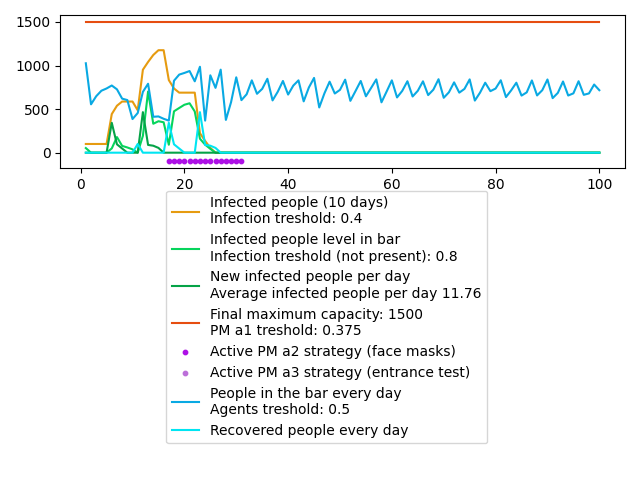 1500
1000
500
0
0 20 40 60 80 100
Infected people (10 days)
Infection treshold: 0.4
Infected people level in bar
Infection treshold (not present): 0.8
New infected people per day
Average infected people per day 11.76
Final maximum capacity: 1500
PM a1 treshold: 0.375
Active PM a2 strategy (face masks)
Active PM a3 strategy (entrance test)
People in the bar every day
Agents treshold: 0.5
Recovered people every day